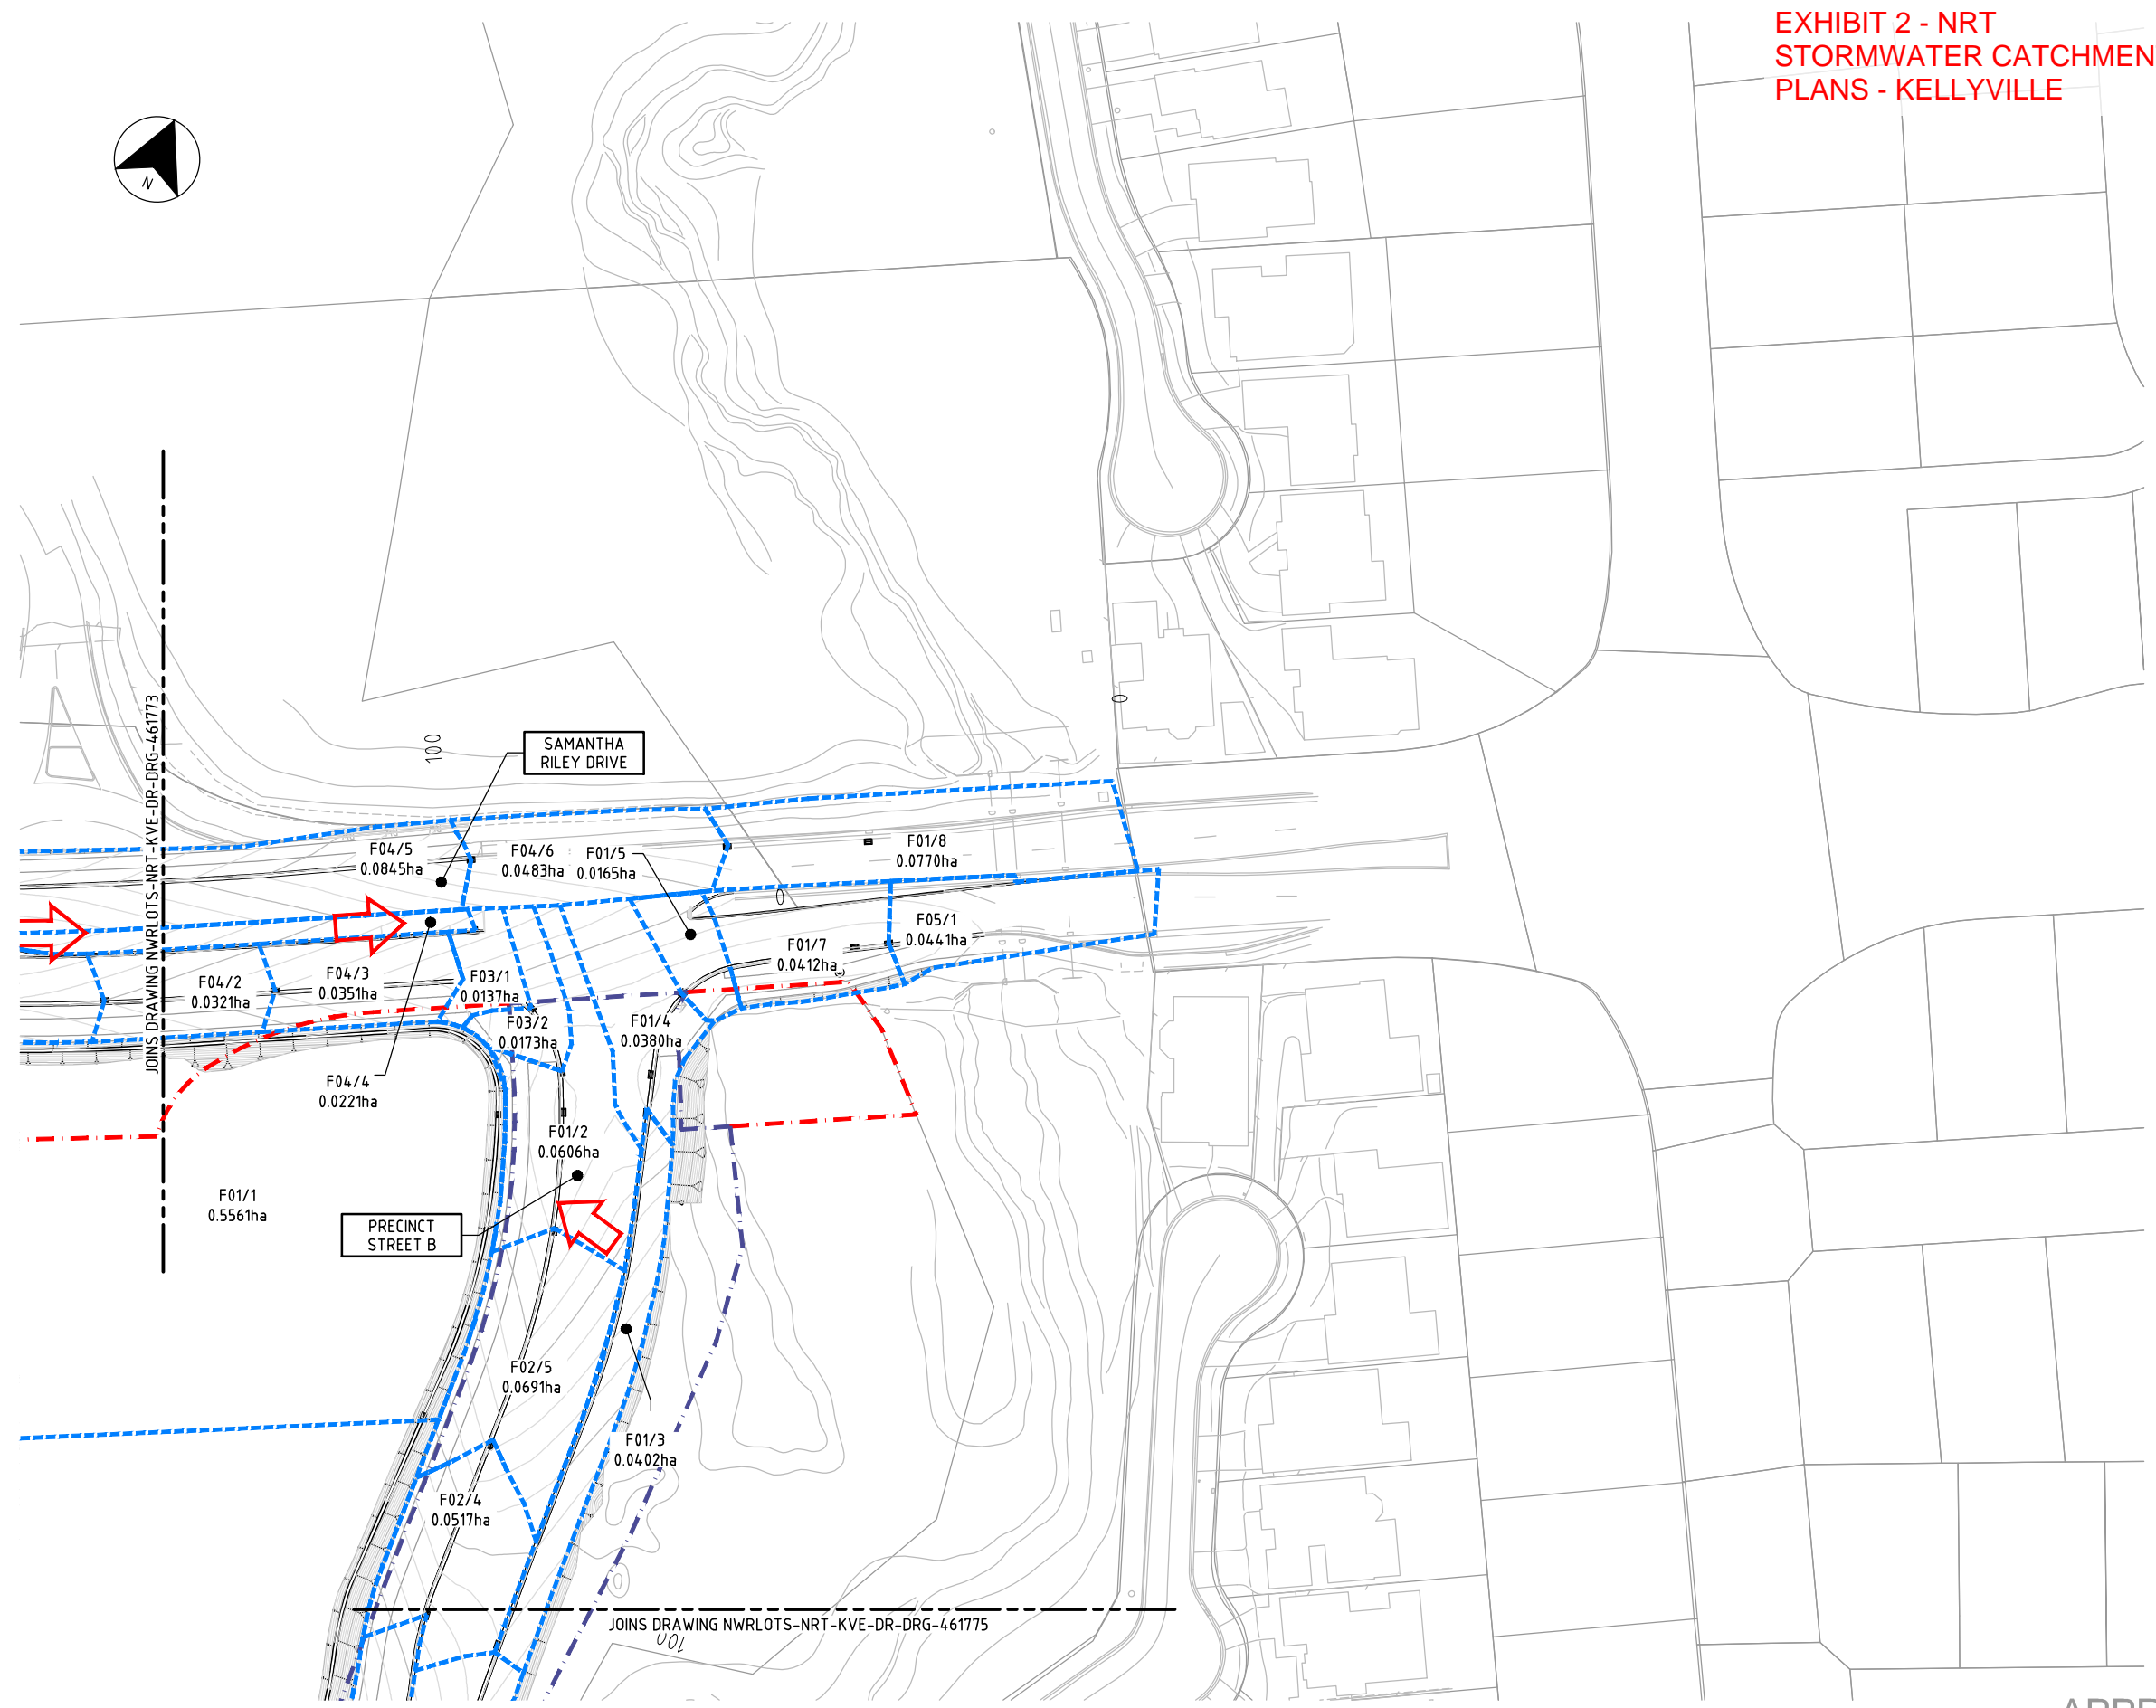 EXHIBIT 2 - NRT
STORMWATER CATCHMEN
PLANS - KELLYVILLE
N
JOINS DRAWING NWRLOTS-NRT-KVE-DR-DRG-461773
100
SAMANTHA
RILEY DRIVE
0
F04/5
0.0845ha
F04/6
0.0483ha
F01/5
0.0165ha
F01/8
0.0770ha
0
F05/1
0.0441ha
F01/7
0.0412ha
F04/2
0.0321ha
F04/3
0.0351ha
F03/1
0.0137ha
F03/2
0.0173ha
F01/4
0.0380ha
F04/4
0.0221ha
F01/2
0.0606ha
F01/1
0.5561ha
PRECINCT
STREET B
F02/5
0.0691ha
F01/3
0.0402ha
F02/4
0.0517ha
JOINS DRAWING NWRLOTS-NRT-KVE-DR-DRG-461775
100